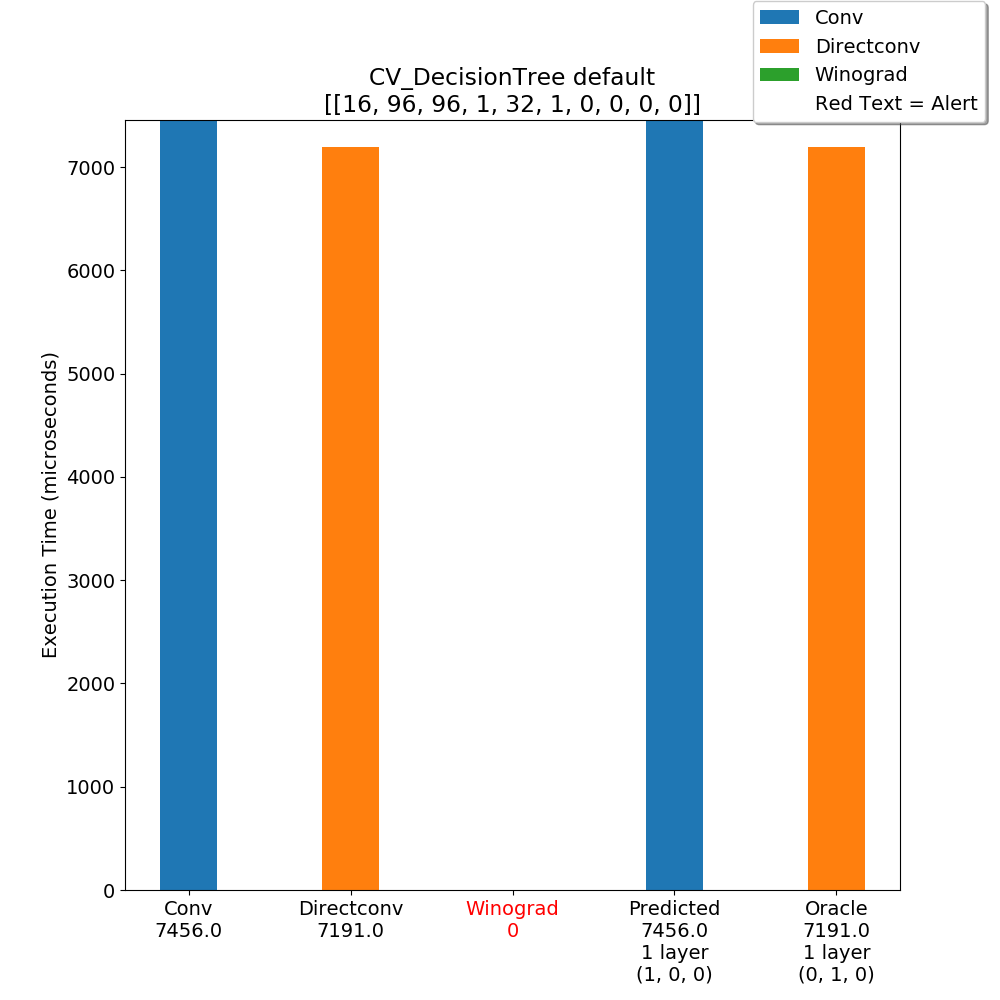 Conv
Directconv
Winograd
Red Text = Alert
CV_DecisionTree default
[[16, 96, 96, 1, 32, 1, 0, 0, 0, 0]]
Execution Time (microseconds)
7000
6000
5000
4000
3000
2000
1000
0
Conv
7456.0
Directconv
7191.0
Winograd
0
Predicted
7456.0
1 layer
(1, 0, 0)
Oracle
7191.0
1 layer
(0, 1, 0)